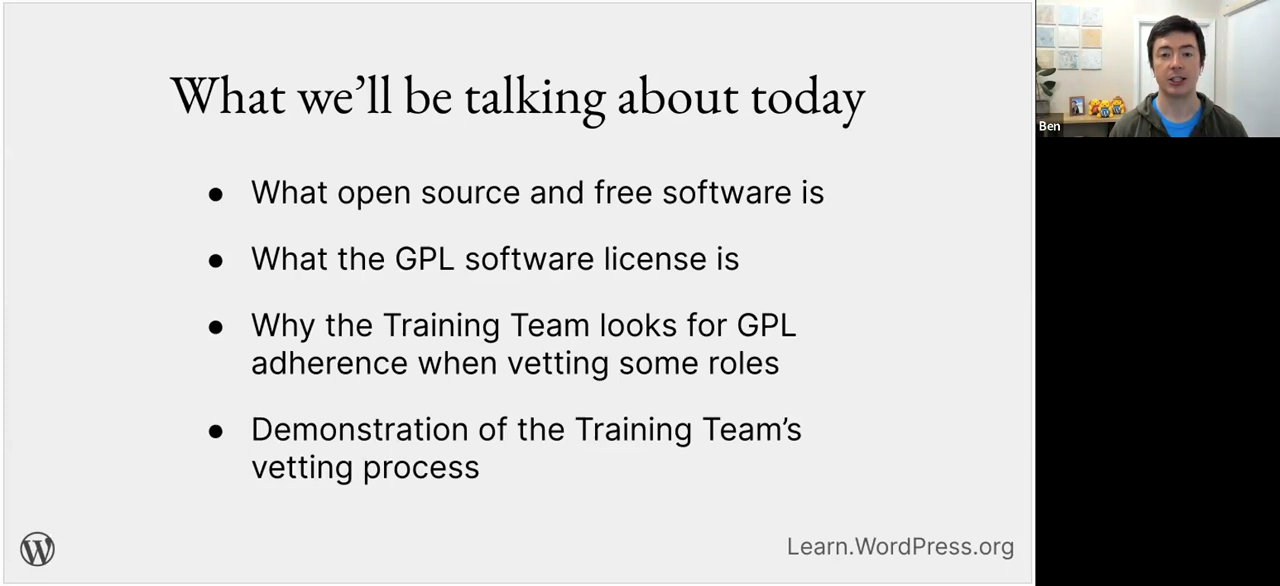 What we’ll be talking about today
● What open source and free software is
● What the GPL software license is
● Why the Training Team looks for GPL
adherence when vetting some roles
● Demonstration of the Training Team’s
vetting process
Learn.WordPress.org
Ben